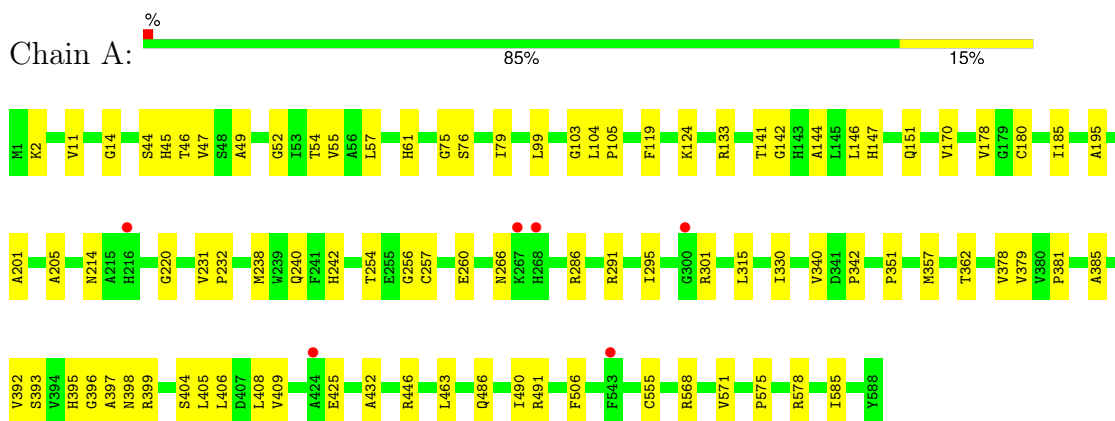 %
Chain A:
85% 15%
M1 K2 V11 G14 S44 H45 T46 V47 S48 A49 G52 I53 T54 V55 A56 L57 H61 G75 S76 I79 L99 G103 L104 P105 F119 K124 R133 T141 G142 H143 A144 L145 L146 H147 Q151 V170 V178 G179 C180 I185 A195
A201 A205 N214 A215 H216 G220 V231 P232 M238 W239 Q240 F241 H242 T254 E255 G256 C257 E260 N266 K267 H268 R286 R291 I295 G300 R301 L315 I330 V340 D341 P342 P351 M357 T362 V378 V379 V380 P381 A385
V392 S393 V394 H395 G396 A397 N398 R399 S404 L405 L406 D407 L408 V409 A424 E425 A432 R446 L463 Q486 I490 R491 F506 F543 C555 R568 V571 P575 R578 I585 Y588